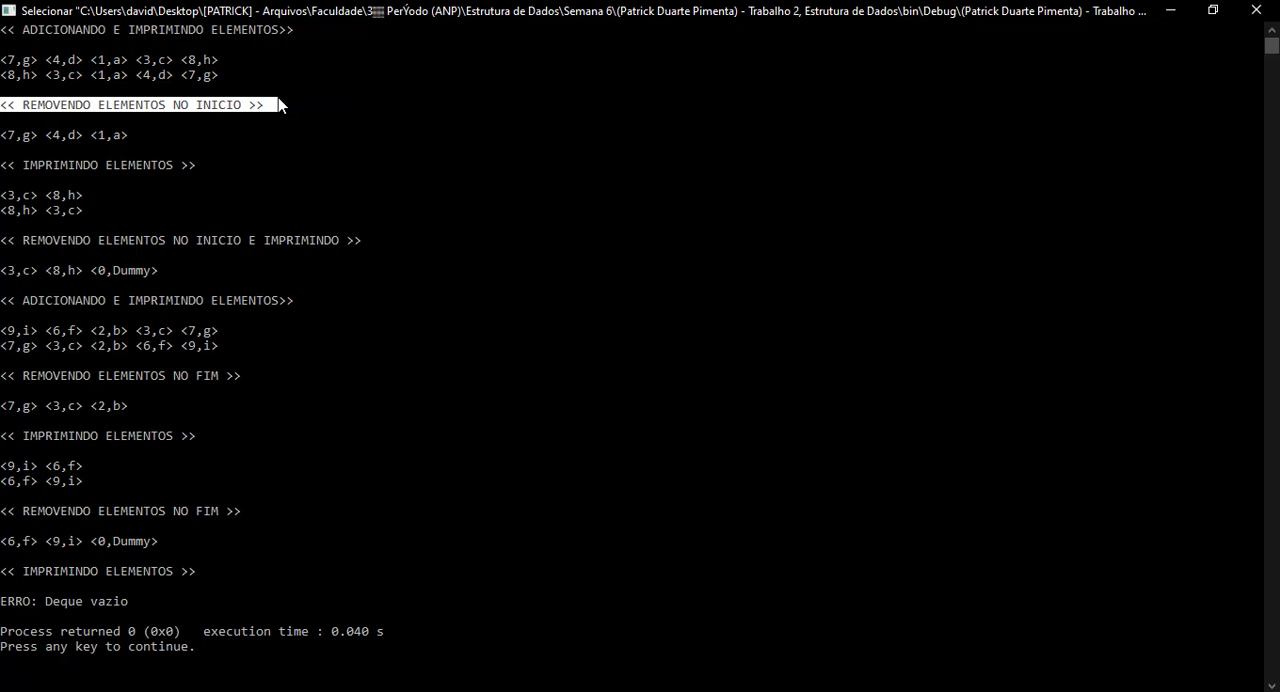 Selecionar "C:\Users\david\Desktop\[PATRICK] - Arquivos\Faculdade\3▒ PerÝodo (ANP)\Estrutura de Dados\Semana 6\(Patrick Duarte Pimenta) - Trabalho 2, Estrutura de Dados\bin\Debug\(Patrick Duarte Pimenta) - Trabalho ...
<< ADICIONANDO E IMPRIMINDO ELEMENTOS>>
<7,g> <4,d> <1,a> <3,c> <8,h>
<8,h> <3,c> <1,a> <4,d> <7,g>
<< REMOVENDO ELEMENTOS NO INICIO >>
<7,g> <4,d> <1,a>
<< IMPRIMINDO ELEMENTOS >>
<3,c> <8,h>
<8,h> <3,c>
<< REMOVENDO ELEMENTOS NO INICIO E IMPRIMINDO >>
<3,c> <8,h> <0,Dummy>
<< ADICIONANDO E IMPRIMINDO ELEMENTOS>>
<9,i> <6,f> <2,b> <3,c> <7,g>
<7,g> <3,c> <2,b> <6,f> <9,i>
<< REMOVENDO ELEMENTOS NO FIM >>
<7,g> <3,c> <2,b>
<< IMPRIMINDO ELEMENTOS >>
<9,i> <6,f>
<6,f> <9,i>
<< REMOVENDO ELEMENTOS NO FIM >>
<6,f> <9,i> <0,Dummy>
<< IMPRIMINDO ELEMENTOS >>
ERRO: Deque vazio
Process returned 0 (0x0)   execution time : 0.040 s
Press any key to continue.